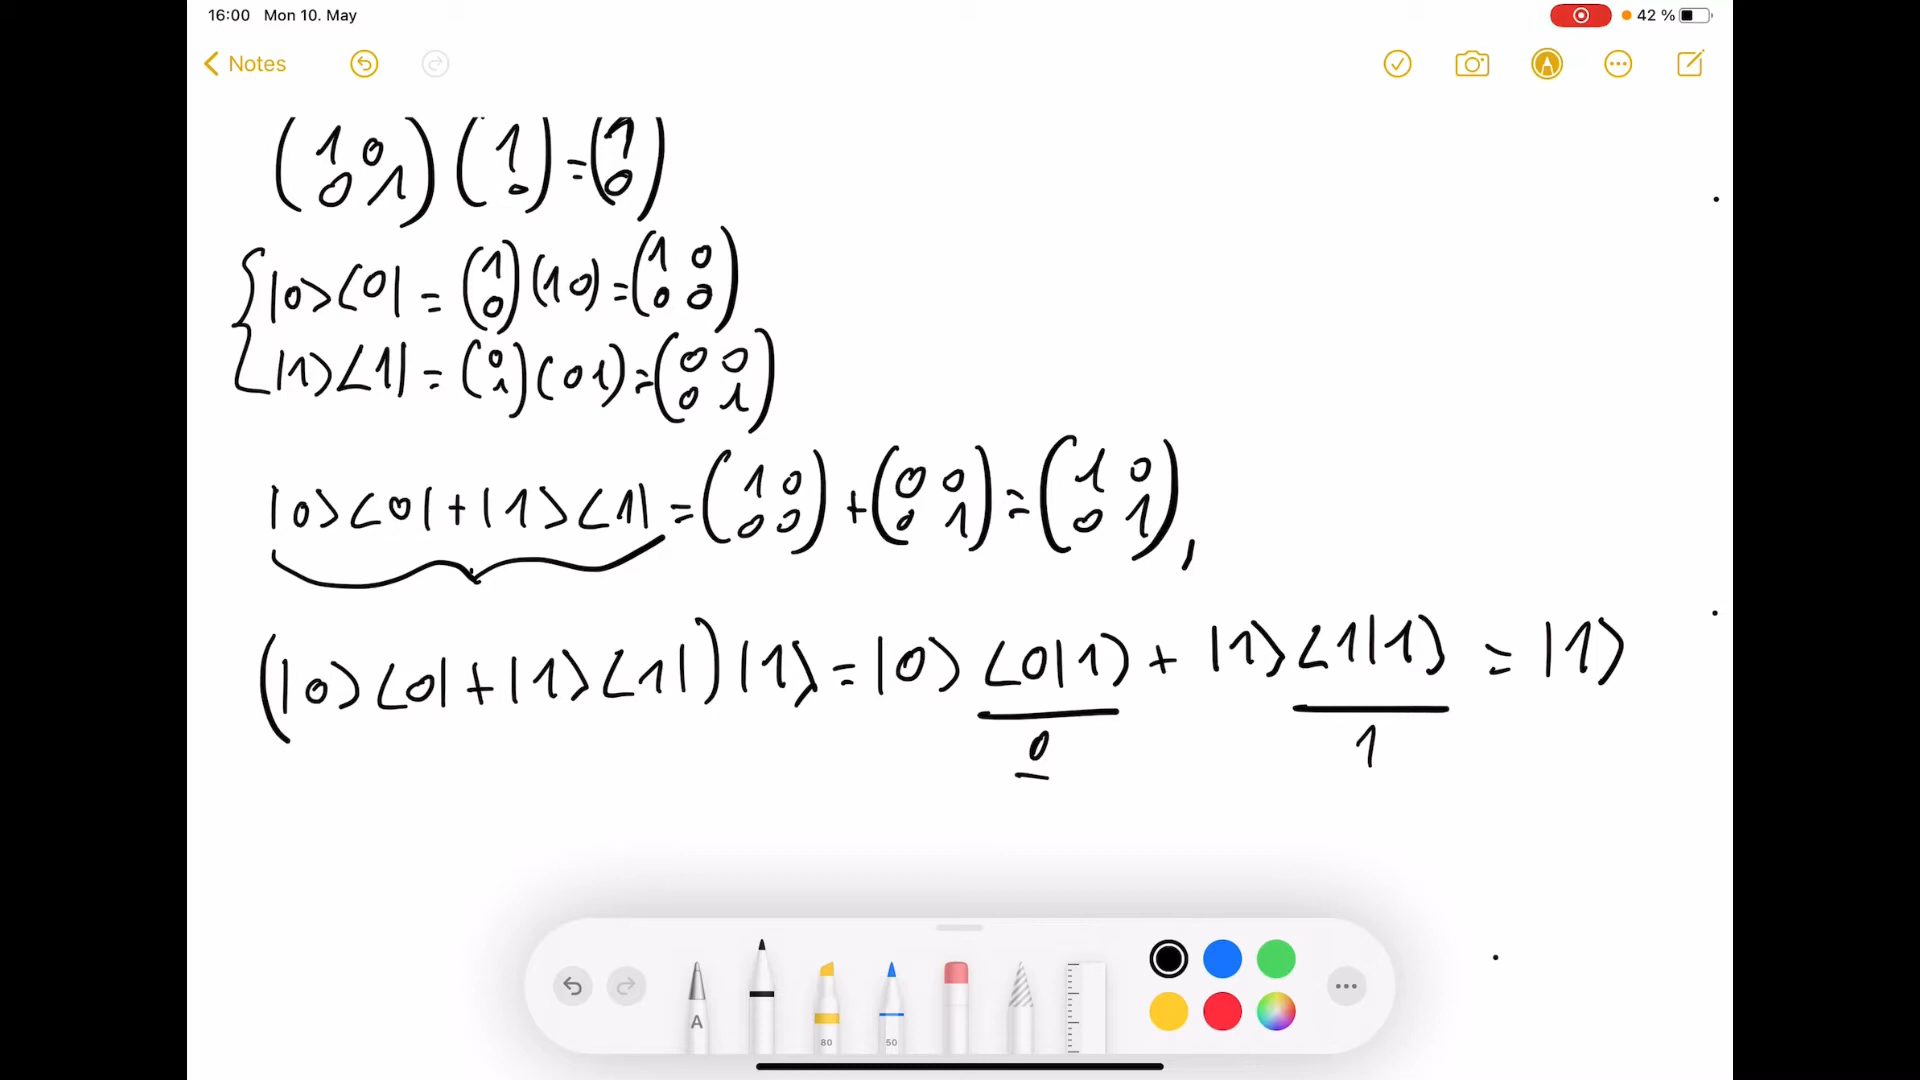 16:00 Mon 10. May 42 %
Notes
(1 0 0 1) (1 0) = (1 0)
|0><0| = (1 0) (1 0) = (1 0 0 0)
|1><1| = (0 1) (0 1) = (0 0 0 1)
|0><0| + |1><1| = (1 0 0 0) + (0 0 0 1) = (1 0 0 1),
(|0><0| + |1><1|) |1> = |0> <0|1> + |1> <1|1> = |1>
0 1
A 80 50